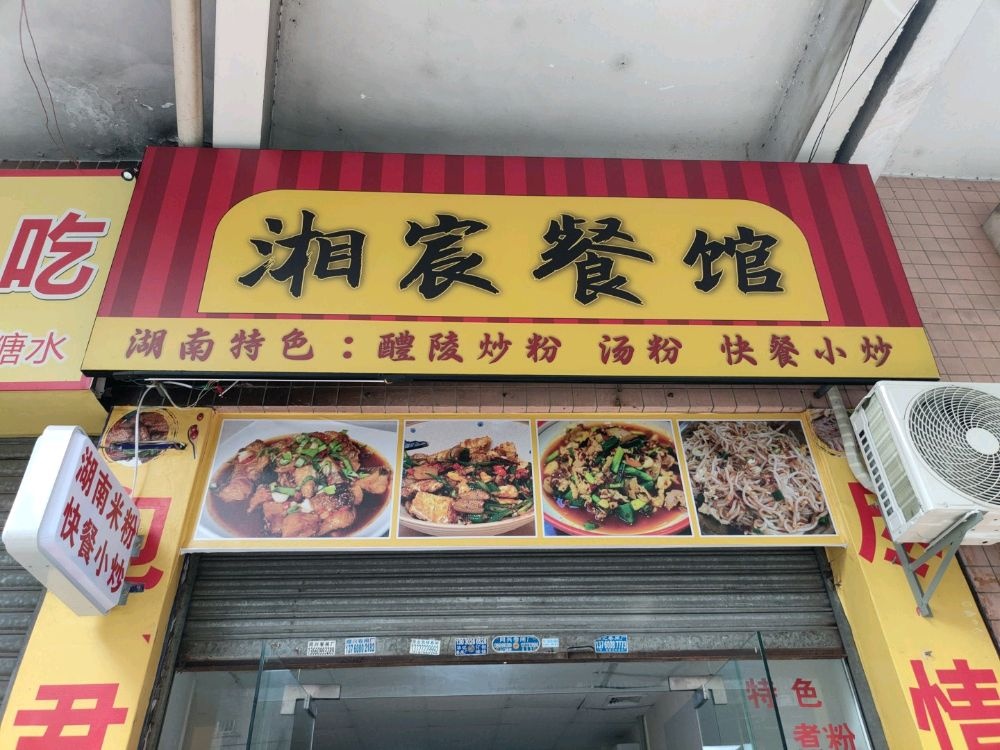 湘宸餐馆
湖南特色：醴陵炒粉 汤粉 快餐小炒
吃
糖水
湖南米粉
快餐小炒
情
特色
煮粉